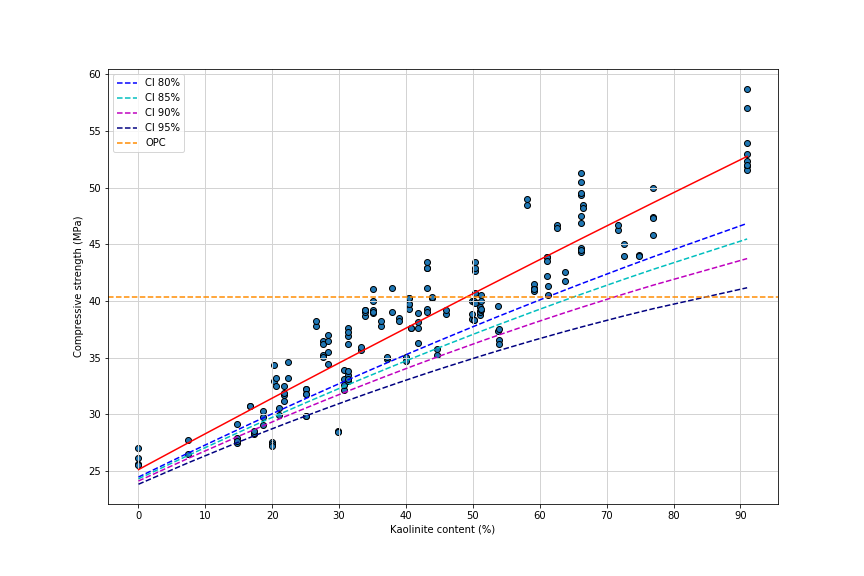 CI 80%
CI 85%
CI 90%
CI 95%
OPC
60
55
50
45
40
35
30
25
Compressive strength (MPa)
0 10 20 30 40 50 60 70 80 90
Kaolinite content (%)